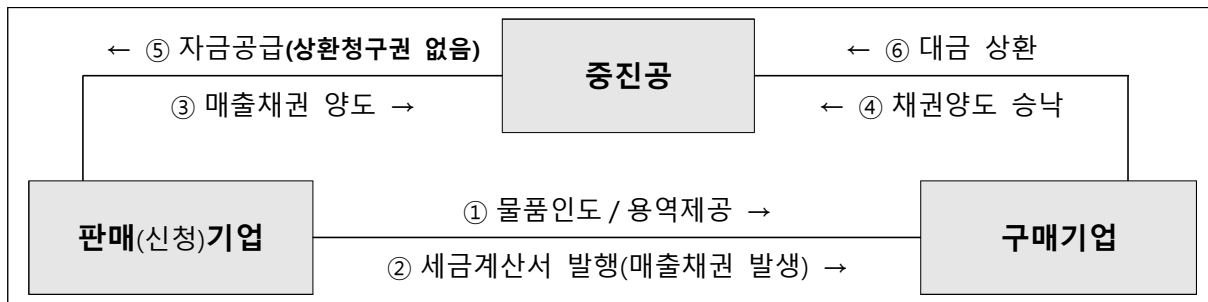 ← ⑤ 자금공급(상환청구권 없음)
← ⑥ 대금 상환
중진공
③ 매출채권 양도 →
← ④ 채권양도 승낙
① 물품인도 / 용역제공 →
판매(신청)기업
구매기업
② 세금계산서 발행(매출채권 발생) →